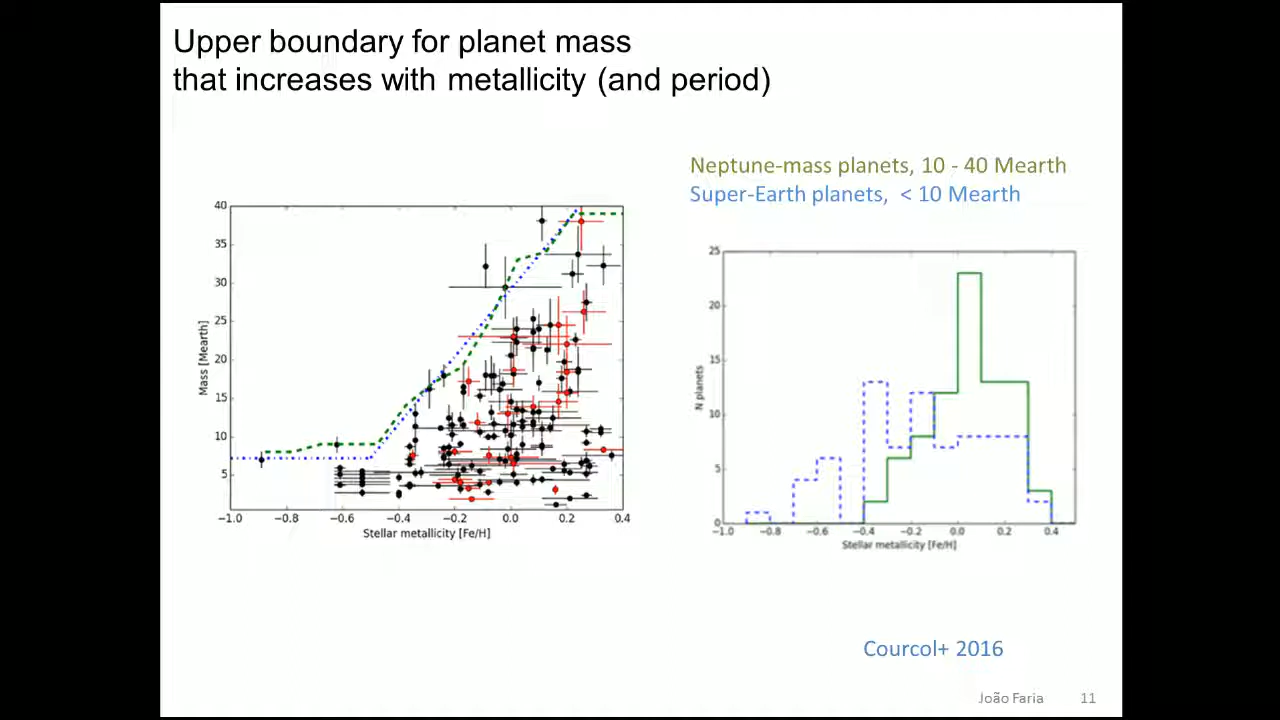 Upper boundary for planet mass
that increases with metallicity (and period)
Neptune-mass planets, 10 - 40 Mearth
Super-Earth planets, < 10 Mearth
40
35
30
25
20
15
10
5
Mass [Mearth]
−1.0 −0.8 −0.6 −0.4 −0.2 0.0 0.2 0.4
Stellar metallicity [Fe/H]
25
20
15
10
5
0
N planets
−1.0 −0.8 −0.6 −0.4 −0.2 0.0 0.2 0.4
Stellar metallicity [Fe/H]
Courcol+ 2016
João Faria 11